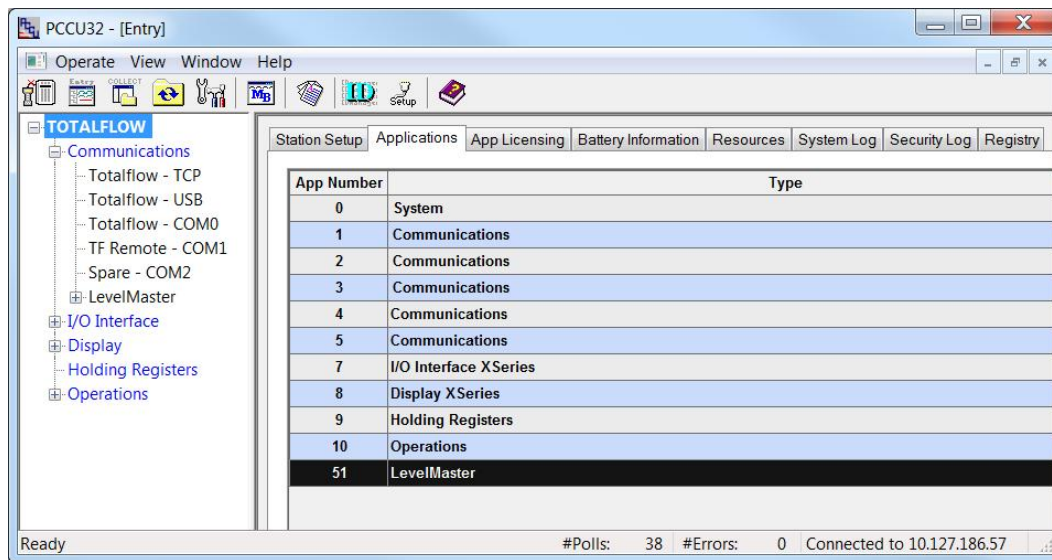 PCCU32 - [Entry]
Operate View Window Help
Entry COLLECT MB ID Setup
TOTALFLOW
Communications
Totalflow - TCP
Totalflow - USB
Totalflow - COM0
TF Remote - COM1
Spare - COM2
LevelMaster
I/O Interface
Display
Holding Registers
Operations
Station Setup Applications App Licensing Battery Information Resources System Log Security Log Registry
App Number Type
0 System
1 Communications
2 Communications
3 Communications
4 Communications
5 Communications
7 I/O Interface XSeries
8 Display XSeries
9 Holding Registers
10 Operations
51 LevelMaster
Ready #Polls: 38 #Errors: 0 Connected to 10.127.186.57